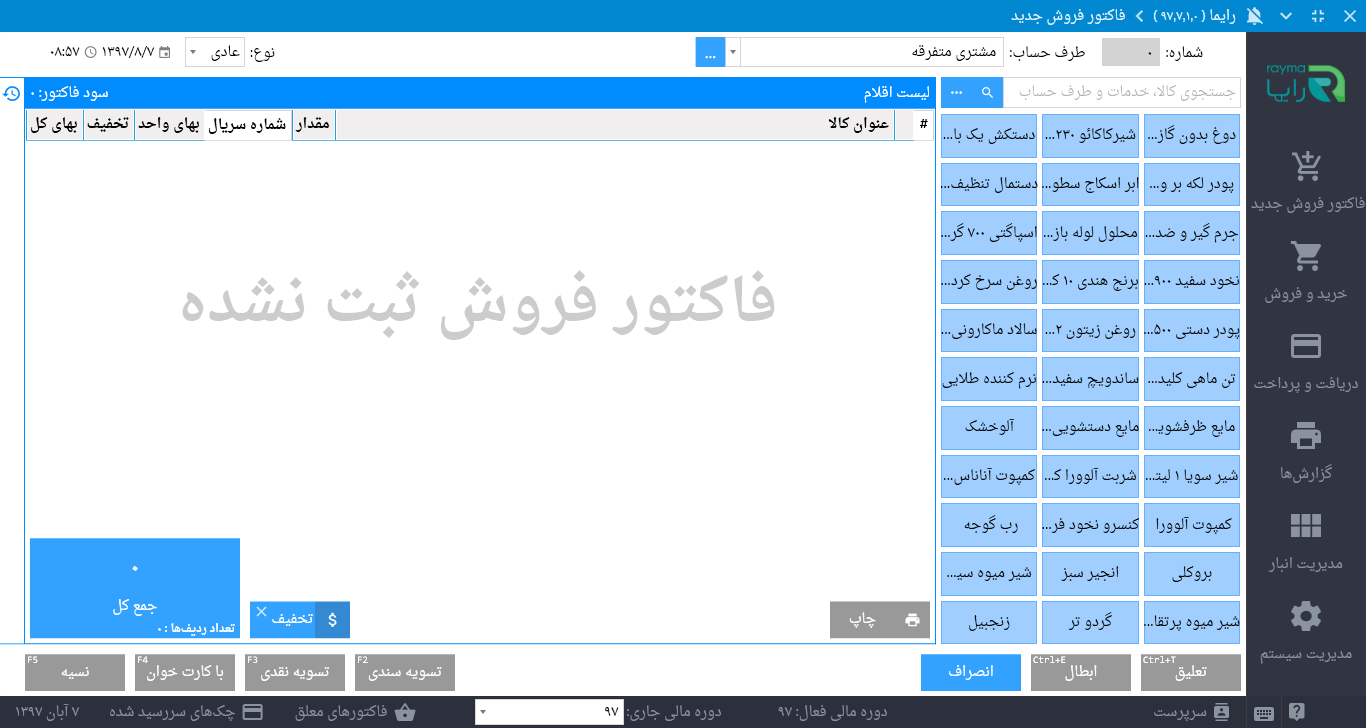 رایما ( ۹۷,۷,۱,۰ ) < فاکتور فروش جدید
rayma
رایما
فاکتور فروش جدید
خرید و فروش
دریافت و پرداخت
گزارش‌ها
مدیریت انبار
مدیریت سیستم
شماره: ۰ طرف حساب: مشتری متفرقه ... نوع: عادی ۱۳۹۷/۸/۷ ۰۸:۵۷
جستجوی کالا، خدمات و طرف حساب ...
دوغ بدون گاز... شیرکاکائو ۲۳۰... دستکش یک با...
پودر لکه بر و... ابر اسکاج سطو... دستمال تنظیف...
جرم گیر و ضد... محلول لوله باز... اسپاگتی ۷۰۰ گر...
نخود سفید ۹۰۰... برنج هندی ۱۰ ک... روغن سرخ کرد...
پودر دستی ۵۰۰... روغن زیتون ۲... سالاد ماکارونی...
تن ماهی کلید... ساندویچ سفید... نرم کننده طلایی
مایع ظرفشویـ... مایع دستشویی... آلوخشک
شیر سویا ۱ لیتـ... شربت آلوورا ک... کمپوت آناناس...
کمپوت آلوورا کنسرو نخود فر... رب گوجه
بروکلی انجیر سبز شیر میوه سیـ...
شیر میوه پرتقا... گردو تر زنجبیل
لیست اقلام سود فاکتور: ۰
# عنوان کالا مقدار شماره سریال بهای واحد تخفیف بهای کل
فاکتور فروش ثبت نشده
چاپ $ تخفیف
۰
جمع کل
تعداد ردیف‌ها : ۰
Ctrl+T تعلیق Ctrl+E ابطال انصراف F2 تسویه سندی F3 تسویه نقدی F4 با کارت خوان F5 نسیه
سرپرست دوره مالی فعال: ۹۷ دوره مالی جاری: ۹۷ فاکتورهای معلق چک‌های سررسید شده ۷ آبان ۱۳۹۷